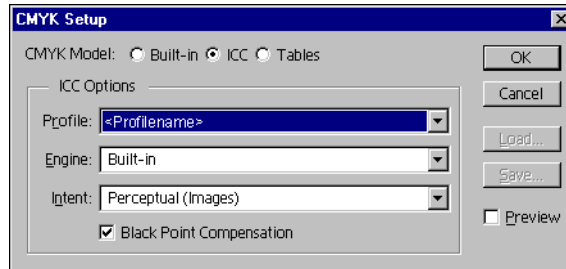 CMYK Setup
CMYK Model: Built-in ICC Tables
OK
ICC Options
Cancel
Profile: <Profilename>
Load...
Engine: Built-in
Save...
Intent: Perceptual (Images)
Preview
Black Point Compensation